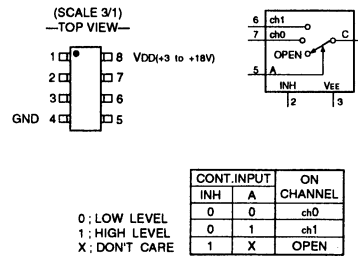 (SCALE 3/1)
—TOP VIEW—
1 8 VDD(+3 to +18V)
2 7
3 6
GND 4 5
6 ch1
7 ch0 C
OPEN
5 A
INH VEE
2 3
CONT.INPUT ON CHANNEL
INH A
0 0 ch0
0 1 ch1
1 X OPEN
0 ; LOW LEVEL
1 ; HIGH LEVEL
X ; DON'T CARE